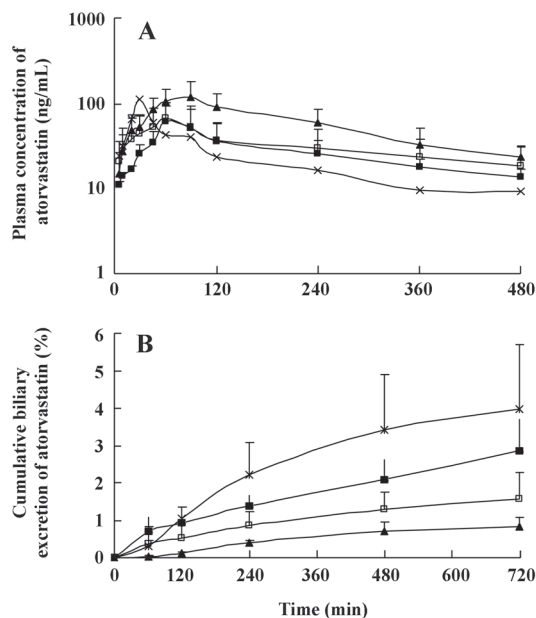 A
Plasma concentration of
atorvastatin (ng/mL)
1000
100
10
1
0 120 240 360 480
B
Cumulative biliary
excretion of atorvastatin (%)
6
5
4
3
2
1
0
0 120 240 360 480 600 720
Time (min)